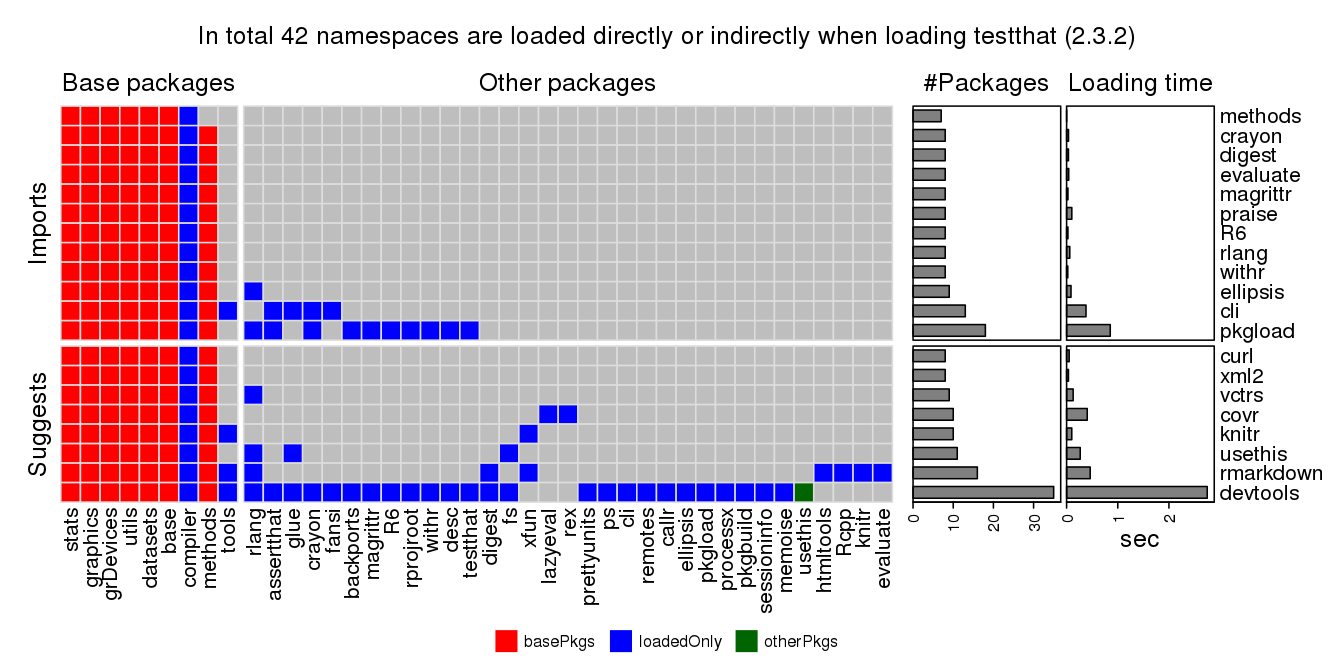 In total 42 namespaces are loaded directly or indirectly when loading testthat (2.3.2)
Base packages
Other packages
#Packages
Loading time
Imports
methods
crayon
digest
evaluate
magrittr
praise
R6
rlang
withr
ellipsis
cli
pkgload
Suggests
curl
xml2
vctrs
covr
knitr
usethis
rmarkdown
devtools
stats
graphics
grDevices
utils
datasets
base
compiler
methods
tools
rlang
assertthat
glue
crayon
fansi
backports
magrittr
R6
rprojroot
withr
desc
testthat
digest
fs
xfun
lazyeval
rex
prettyunits
ps
cli
remotes
callr
ellipsis
pkgload
processx
pkgbuild
sessioninfo
memoise
usethis
htmltools
Rcpp
knitr
evaluate
0
10
20
30
0
1
2
sec
basePkgs
loadedOnly
otherPkgs